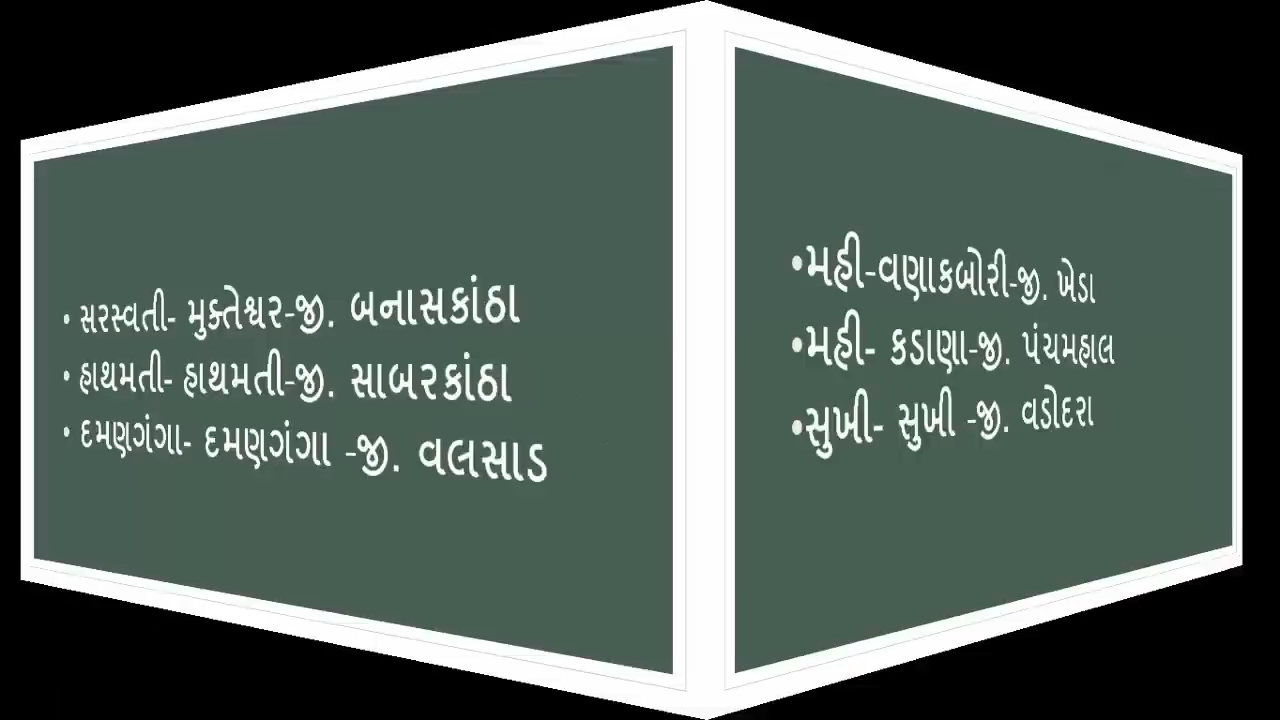 • સરસ્વતી- મુક્તેશ્વર-જી. બનાસકાંઠા
• હાથમતી- હાથમતી-જી. સાબરકાંઠા
• દમણગંગા- દમણગંગા -જી. વલસાડ
•મહી-વણાકબોરી-જી. ખેડા
•મહી- કડાણા-જી. પંચમહાલ
•સુખી- સુખી -જી. વડોદરા